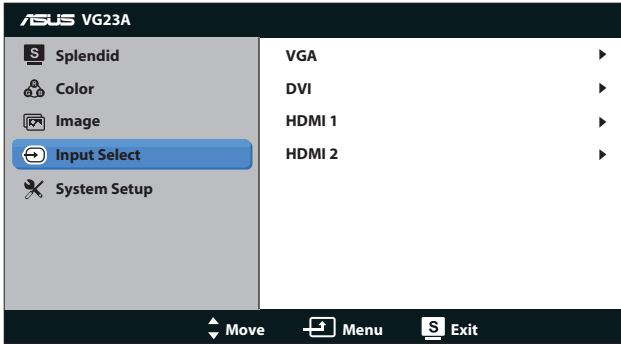 ASUS VG23A
S Splendid
Color
Image
Input Select
System Setup
VGA
DVI
HDMI 1
HDMI 2
Move Menu S Exit